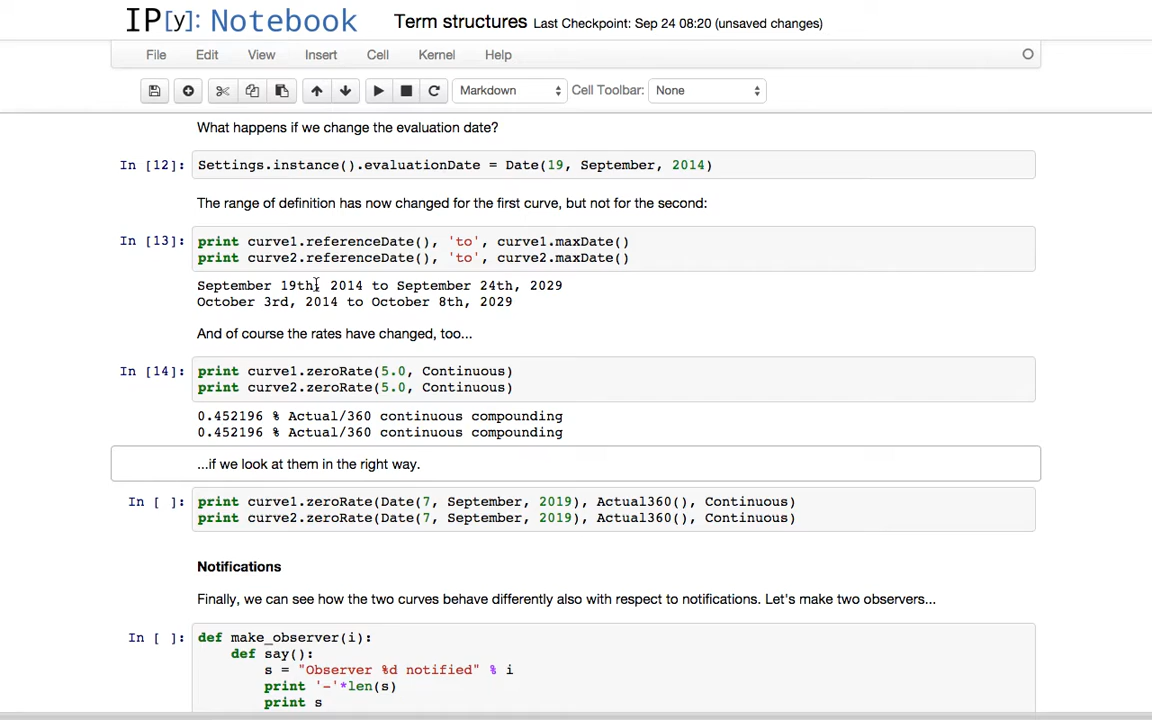 IP[y]: Notebook Term structures Last Checkpoint: Sep 24 08:20 (unsaved changes)
File Edit View Insert Cell Kernel Help
Markdown Cell Toolbar: None
What happens if we change the evaluation date?
In [12]: Settings.instance().evaluationDate = Date(19, September, 2014)
The range of definition has now changed for the first curve, but not for the second:
In [13]: print curve1.referenceDate(), 'to', curve1.maxDate()
print curve2.referenceDate(), 'to', curve2.maxDate()
September 19th, 2014 to September 24th, 2029
October 3rd, 2014 to October 8th, 2029
And of course the rates have changed, too...
In [14]: print curve1.zeroRate(5.0, Continuous)
print curve2.zeroRate(5.0, Continuous)
0.452196 % Actual/360 continuous compounding
0.452196 % Actual/360 continuous compounding
...if we look at them in the right way.
In [ ]: print curve1.zeroRate(Date(7, September, 2019), Actual360(), Continuous)
print curve2.zeroRate(Date(7, September, 2019), Actual360(), Continuous)
Notifications
Finally, we can see how the two curves behave differently also with respect to notifications. Let's make two observers...
In [ ]: def make_observer(i):
def say():
s = "Observer %d notified" % i
print '-'*len(s)
print s